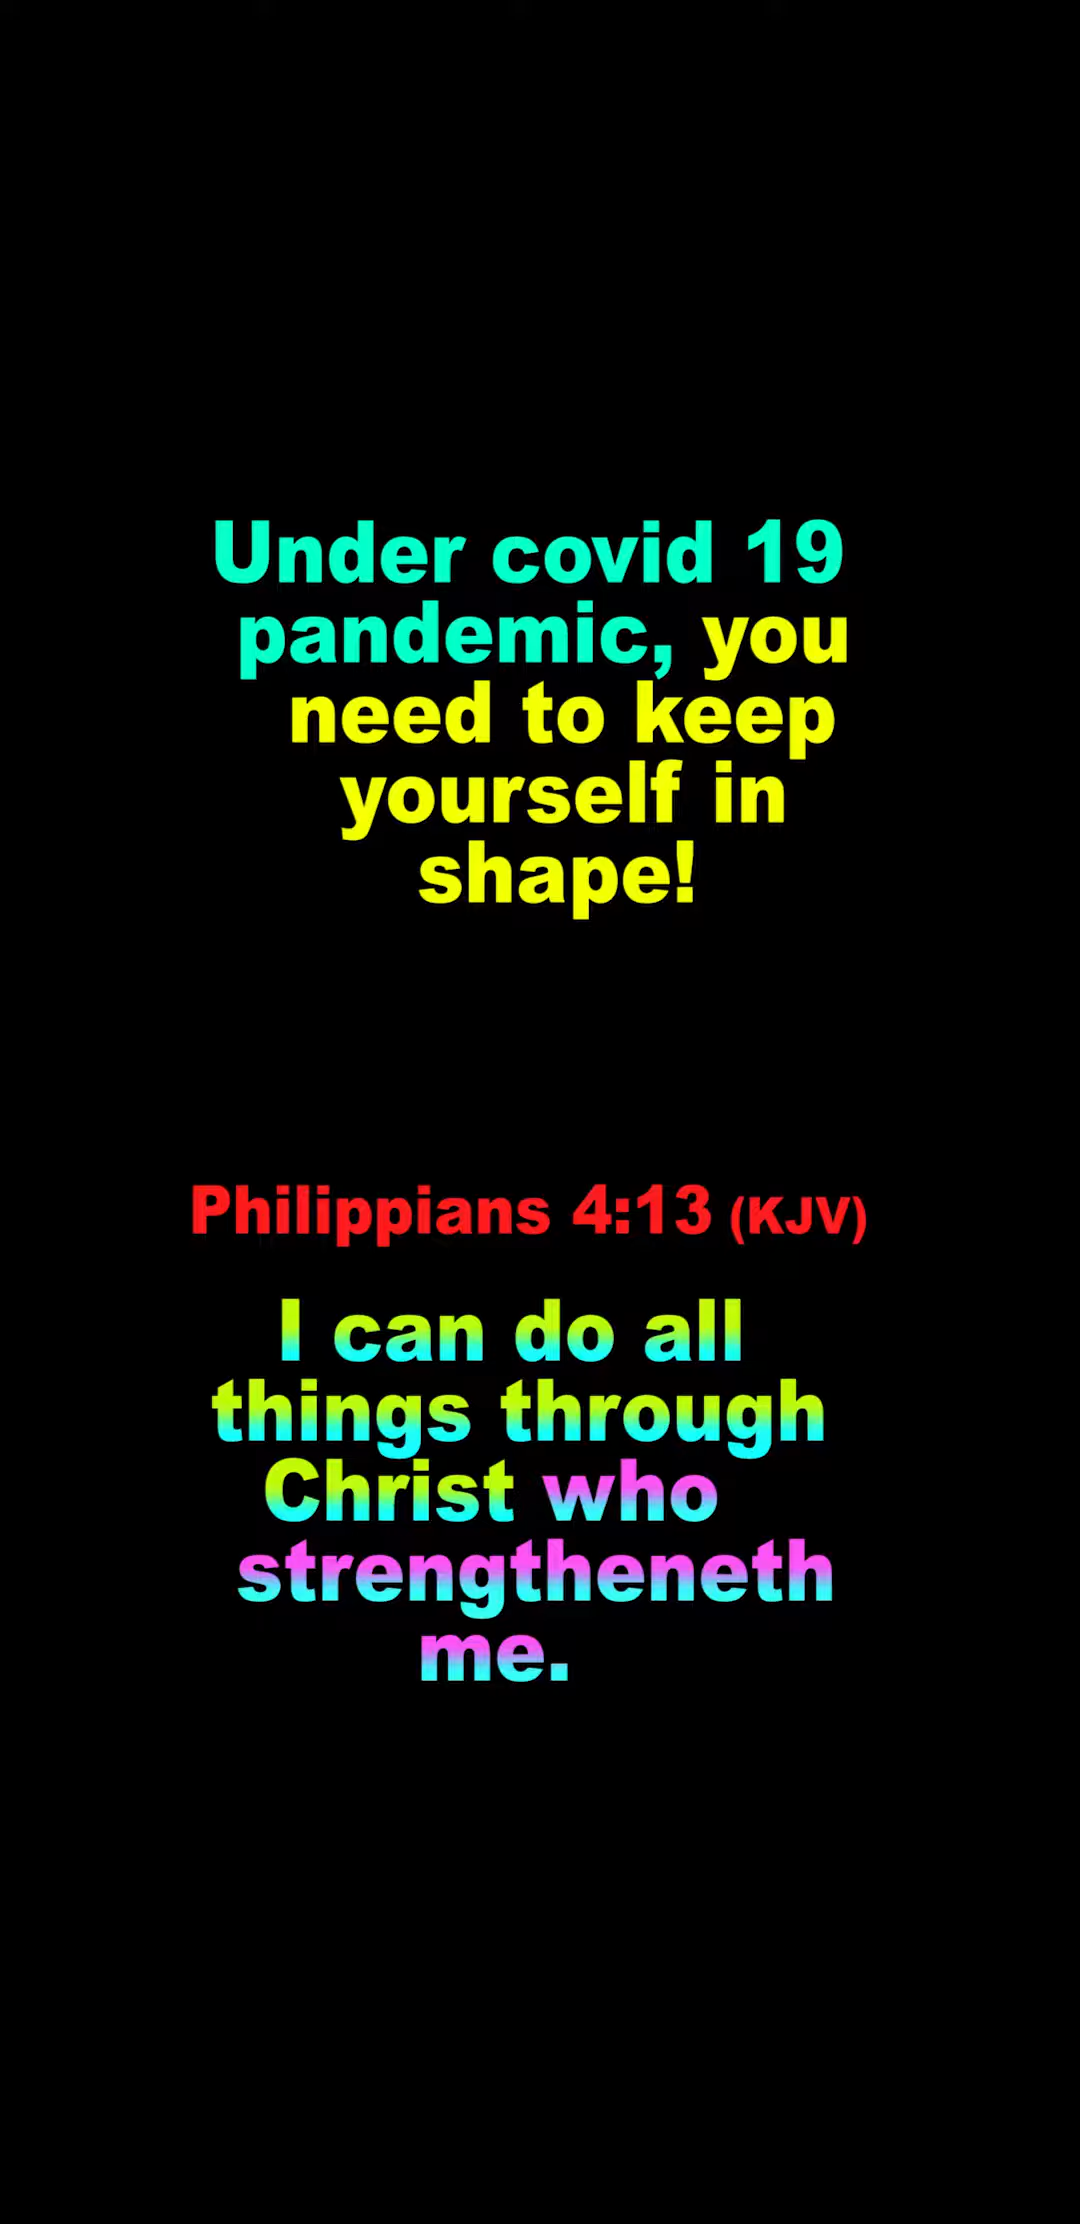 Under covid 19
pandemic, you
need to keep
yourself in
shape!
Philippians 4:13 (KJV)
I can do all
things through
Christ who
strengtheneth
me.